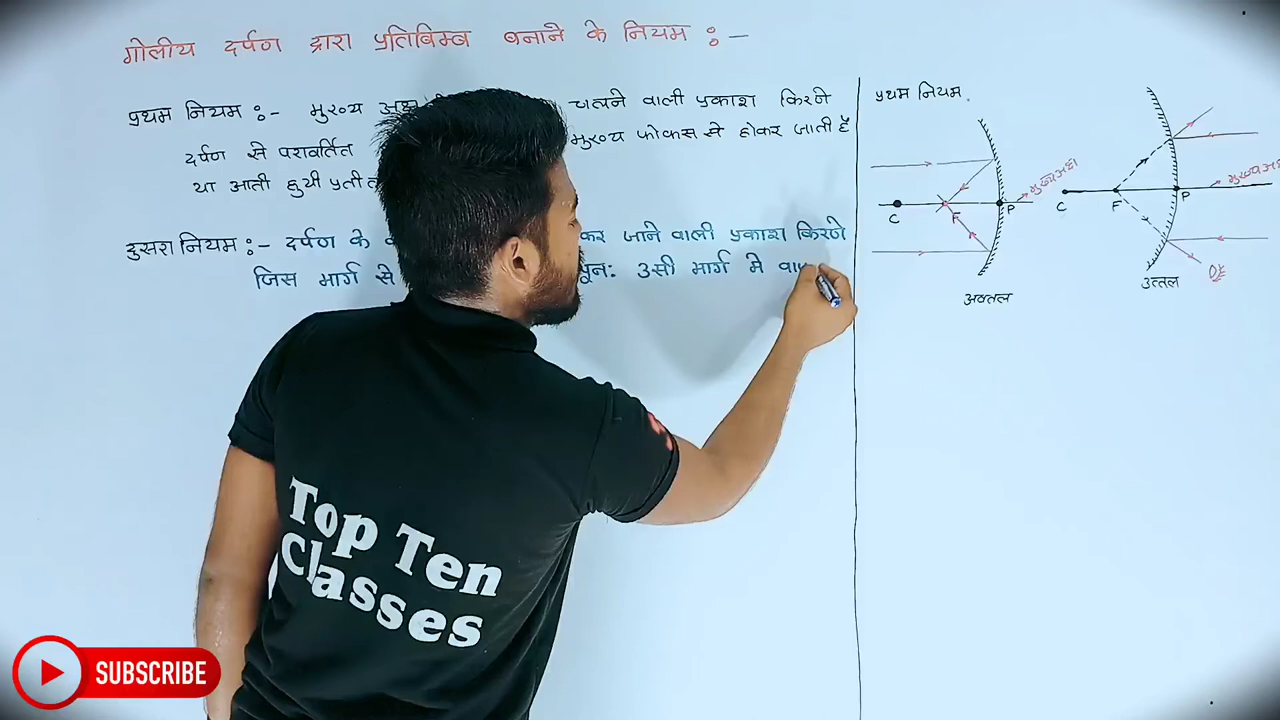 गोलीय दर्पण द्वारा प्रतिबिम्ब बनाने के नियम :-
प्रथम नियम :- मुख्य अक्ष चलने वाली प्रकाश किरणे
दर्पण से परावर्तित मुख्य फोकस से होकर जाती है
या आती हुयी
दुसरा नियम :- दर्पण के कर जाने वाली प्रकाश किरणे
जिस मार्ग से पून: उसी मार्ग मे
प्रथम नियम.
मुख्य अक्ष
C
F
P
अवतल
मुख्य
C
F
P
उत्तल
Top Ten
Classes
SUBSCRIBE